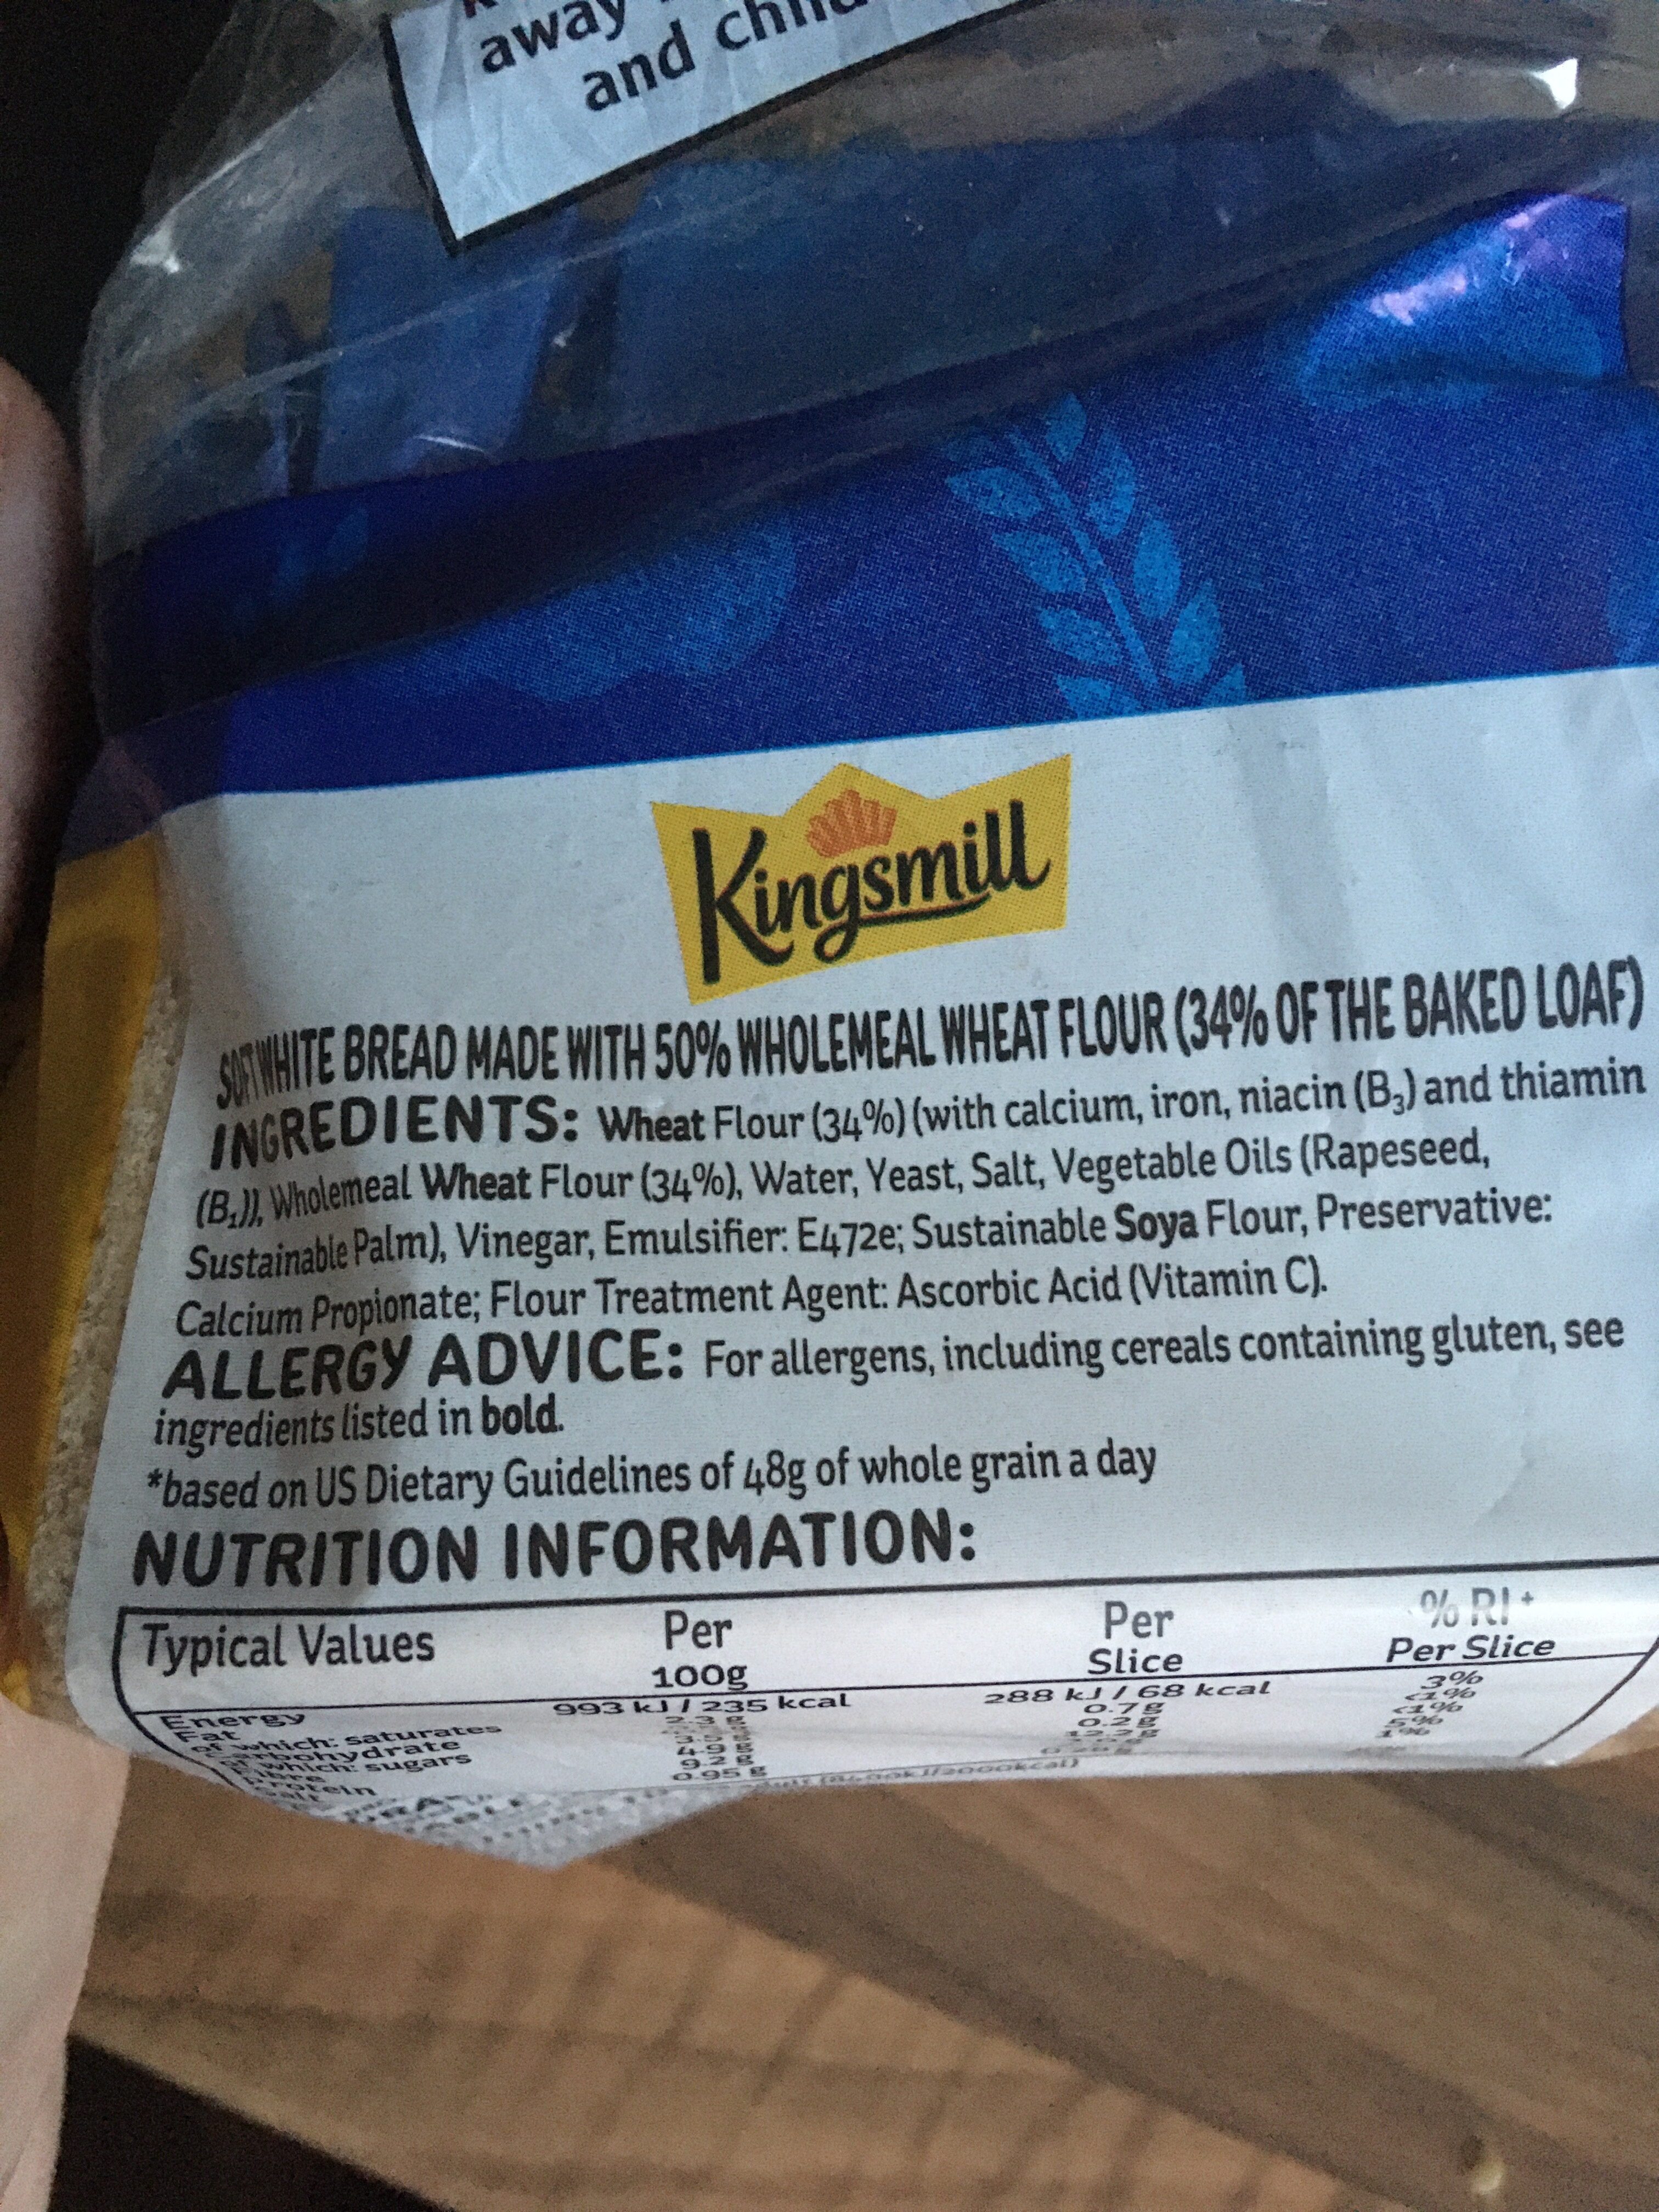 away
and
Kingsmill
SOFT WHITE BREAD MADE WITH 50% WHOLEMEAL WHEAT FLOUR (34% OF THE BAKED LOAF)
INGREDIENTS: Wheat Flour (34%) (with calcium, iron, niacin (B₃) and thiamin
(B₁)), Wholemeal Wheat Flour (34%), Water, Yeast, Salt, Vegetable Oils (Rapeseed,
Sustainable Palm), Vinegar, Emulsifier: E472e; Sustainable Soya Flour, Preservative:
Calcium Propionate; Flour Treatment Agent: Ascorbic Acid (Vitamin C).
ALLERGY ADVICE: For allergens, including cereals containing gluten, see
ingredients listed in bold.
*based on US Dietary Guidelines of 48g of whole grain a day
NUTRITION INFORMATION:
Typical Values Per 100g Per Slice % RI+ Per Slice
Energy 993 kJ / 235 kcal 288 kJ / 68 kcal 3%
Fat 0.7g <1%
of which: saturates 0.2g <1%
Carbohydrate 5%
of which: sugars 1%
Fibre
Protein
Salt 0.95 g